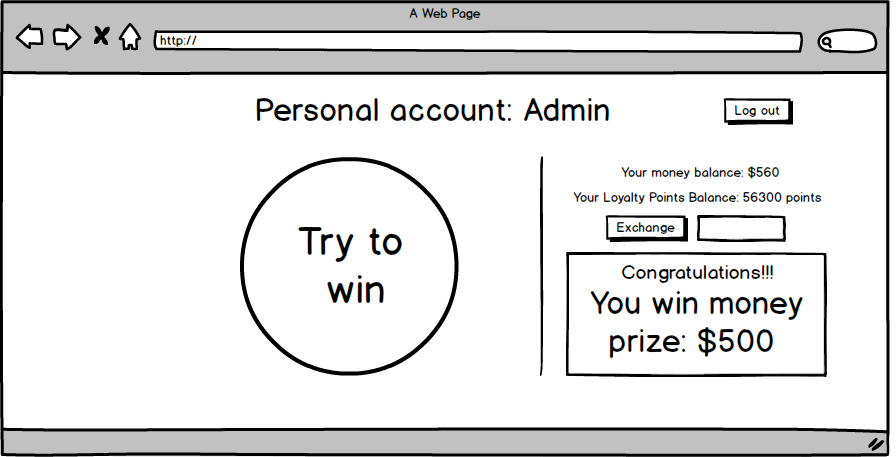 A Web Page
http://
Personal account: Admin
Log out
Try to
win
Your money balance: $560
Your Loyalty Points Balance: 56300 points
Exchange
Congratulations!!!
You win money
prize: $500